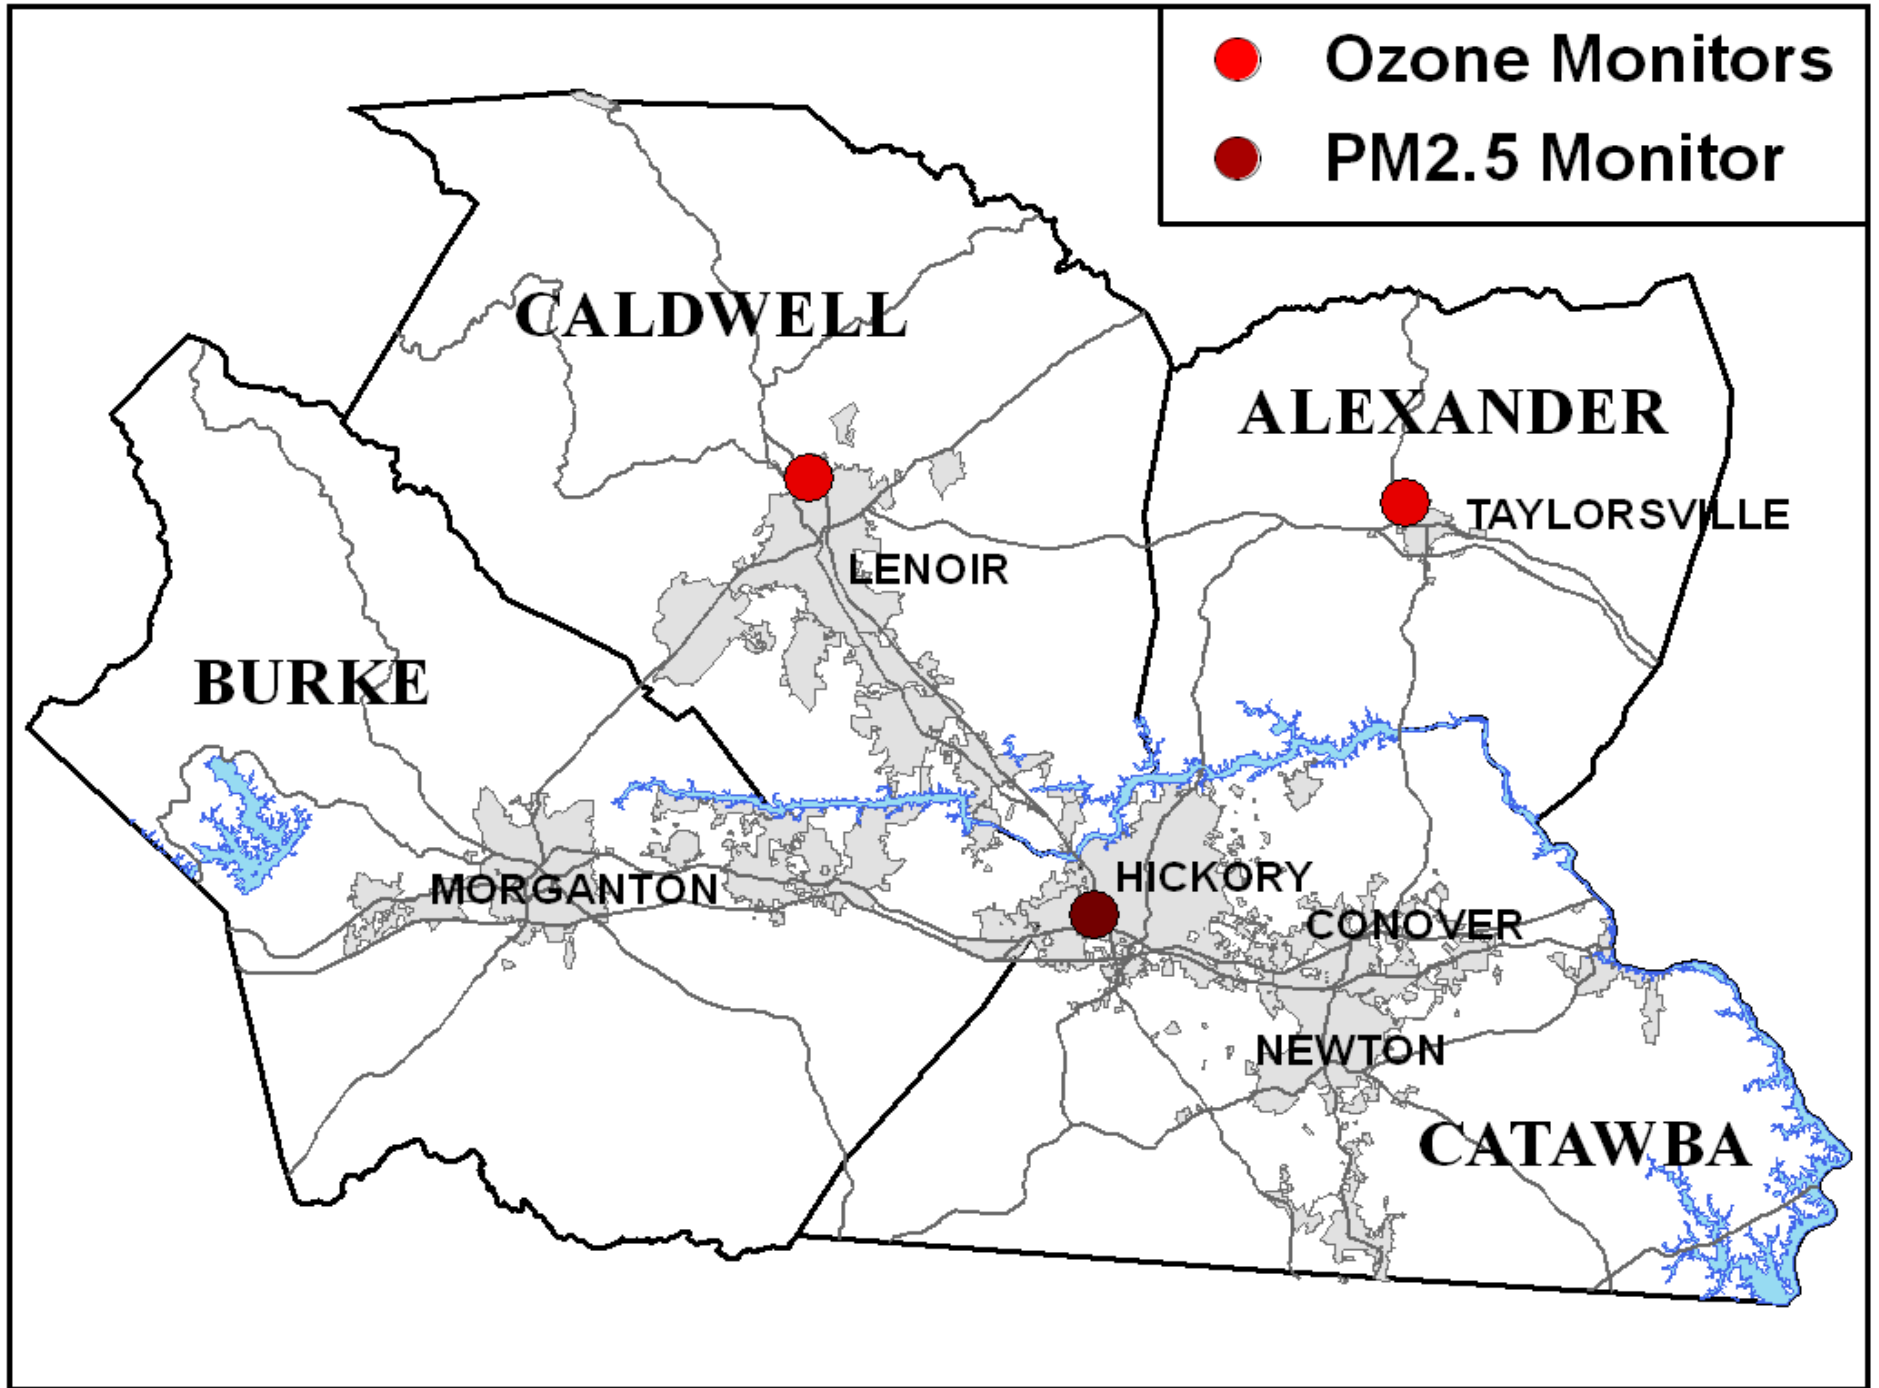 Ozone Monitors
PM2.5 Monitor
CALDWELL
ALEXANDER
TAYLORSVILLE
LENOIR
BURKE
HICKORY
MORGANTON
CONOVER
NEWTON
CATAWBA